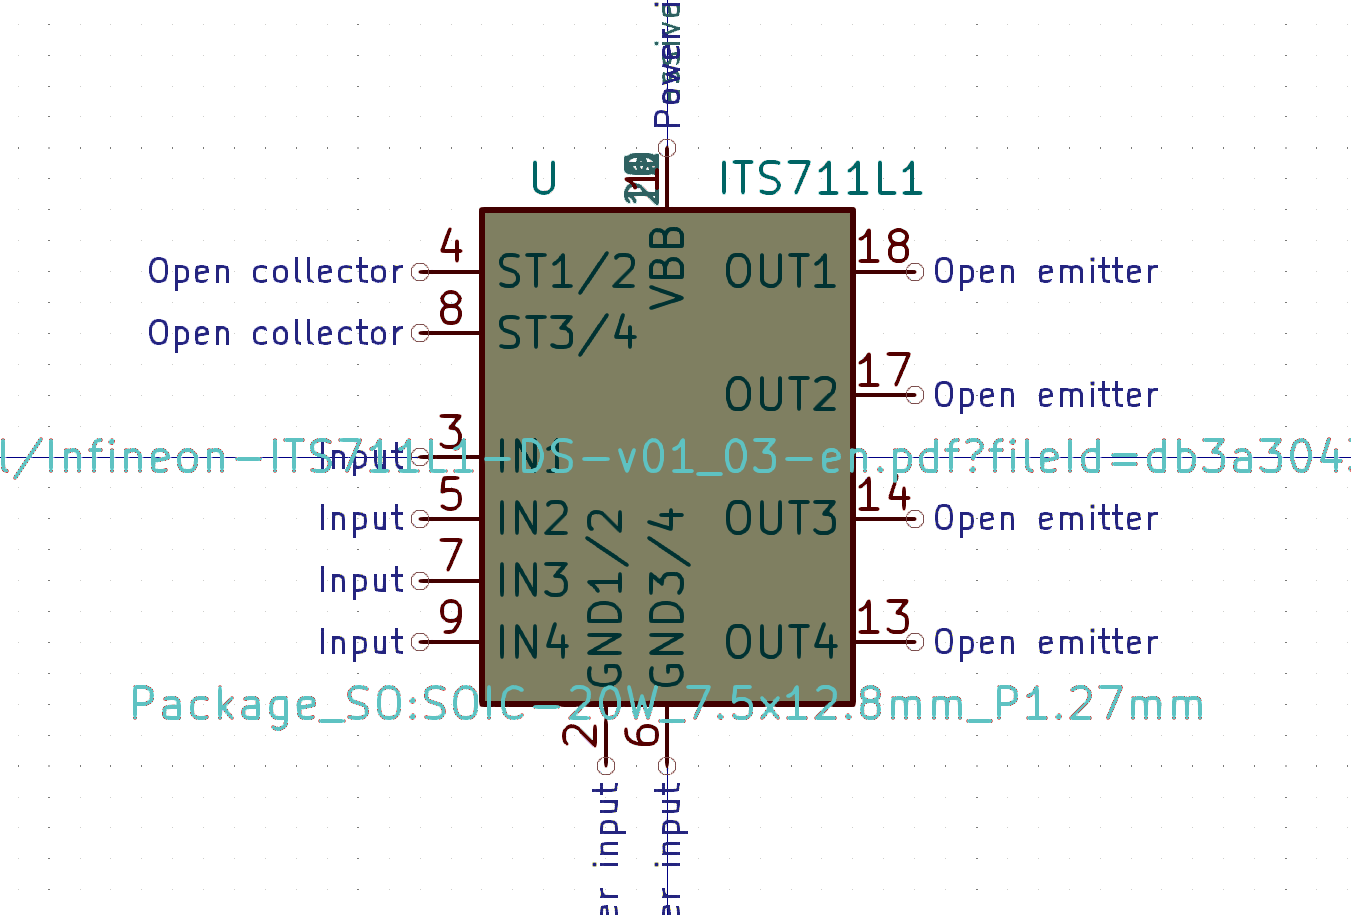 Power i
U
ITS711L1
VBB
4
Open collector
ST1/2
OUT1
18
Open emitter
8
Open collector
ST3/4
17
OUT2
Open emitter
3
Input
IN1
l/Infineon-ITS711L1-DS-v01_03-en.pdf?fileId=db3a304
5
Input
IN2
14
OUT3
Open emitter
7
Input
IN3
9
Input
IN4
13
OUT4
Open emitter
GND1/2
GND3/4
Package_SO:SOIC-20W_7.5x12.8mm_P1.27mm
2
6
er input
er input